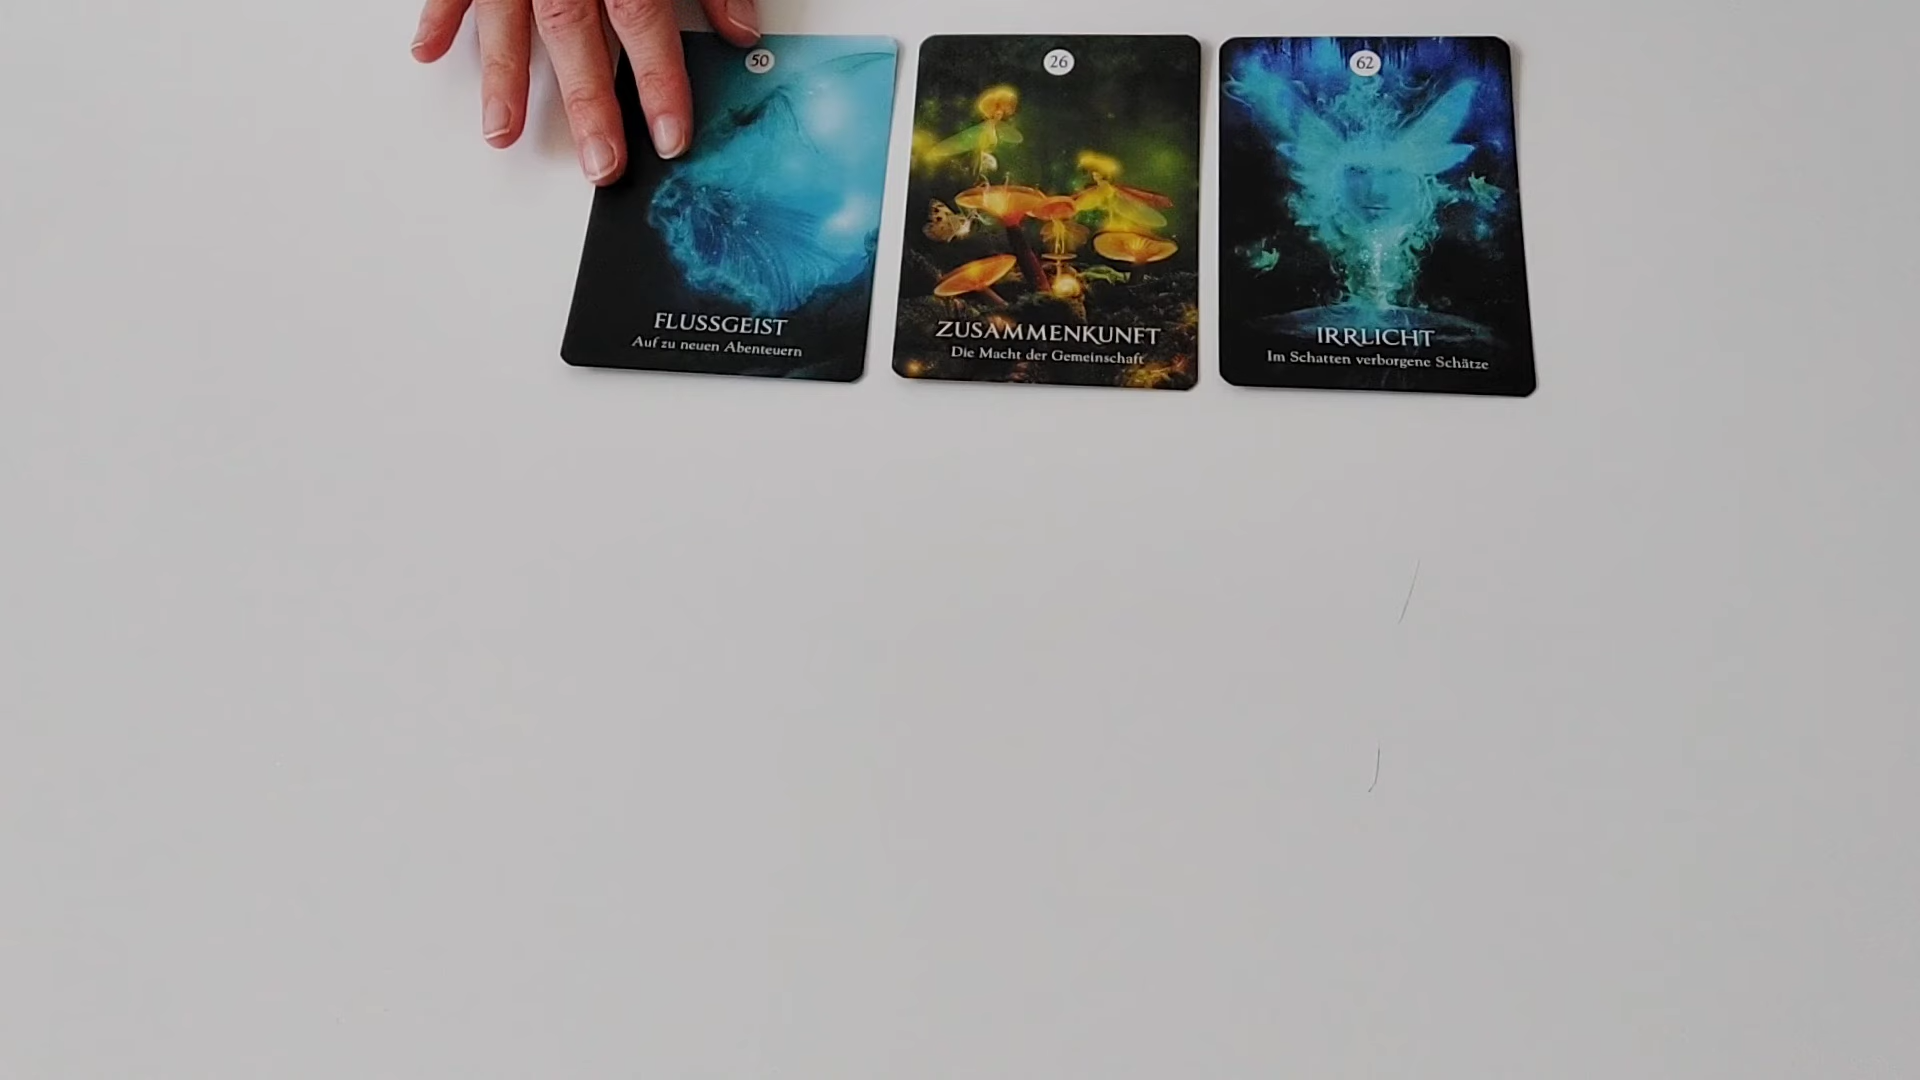 50
FLUSSGEIST
Auf zu neuen Abenteuern
26
ZUSAMMENKUNFT
Die Macht der Gemeinschaft
62
IRRLICHT
Im Schatten verborgene Schätze